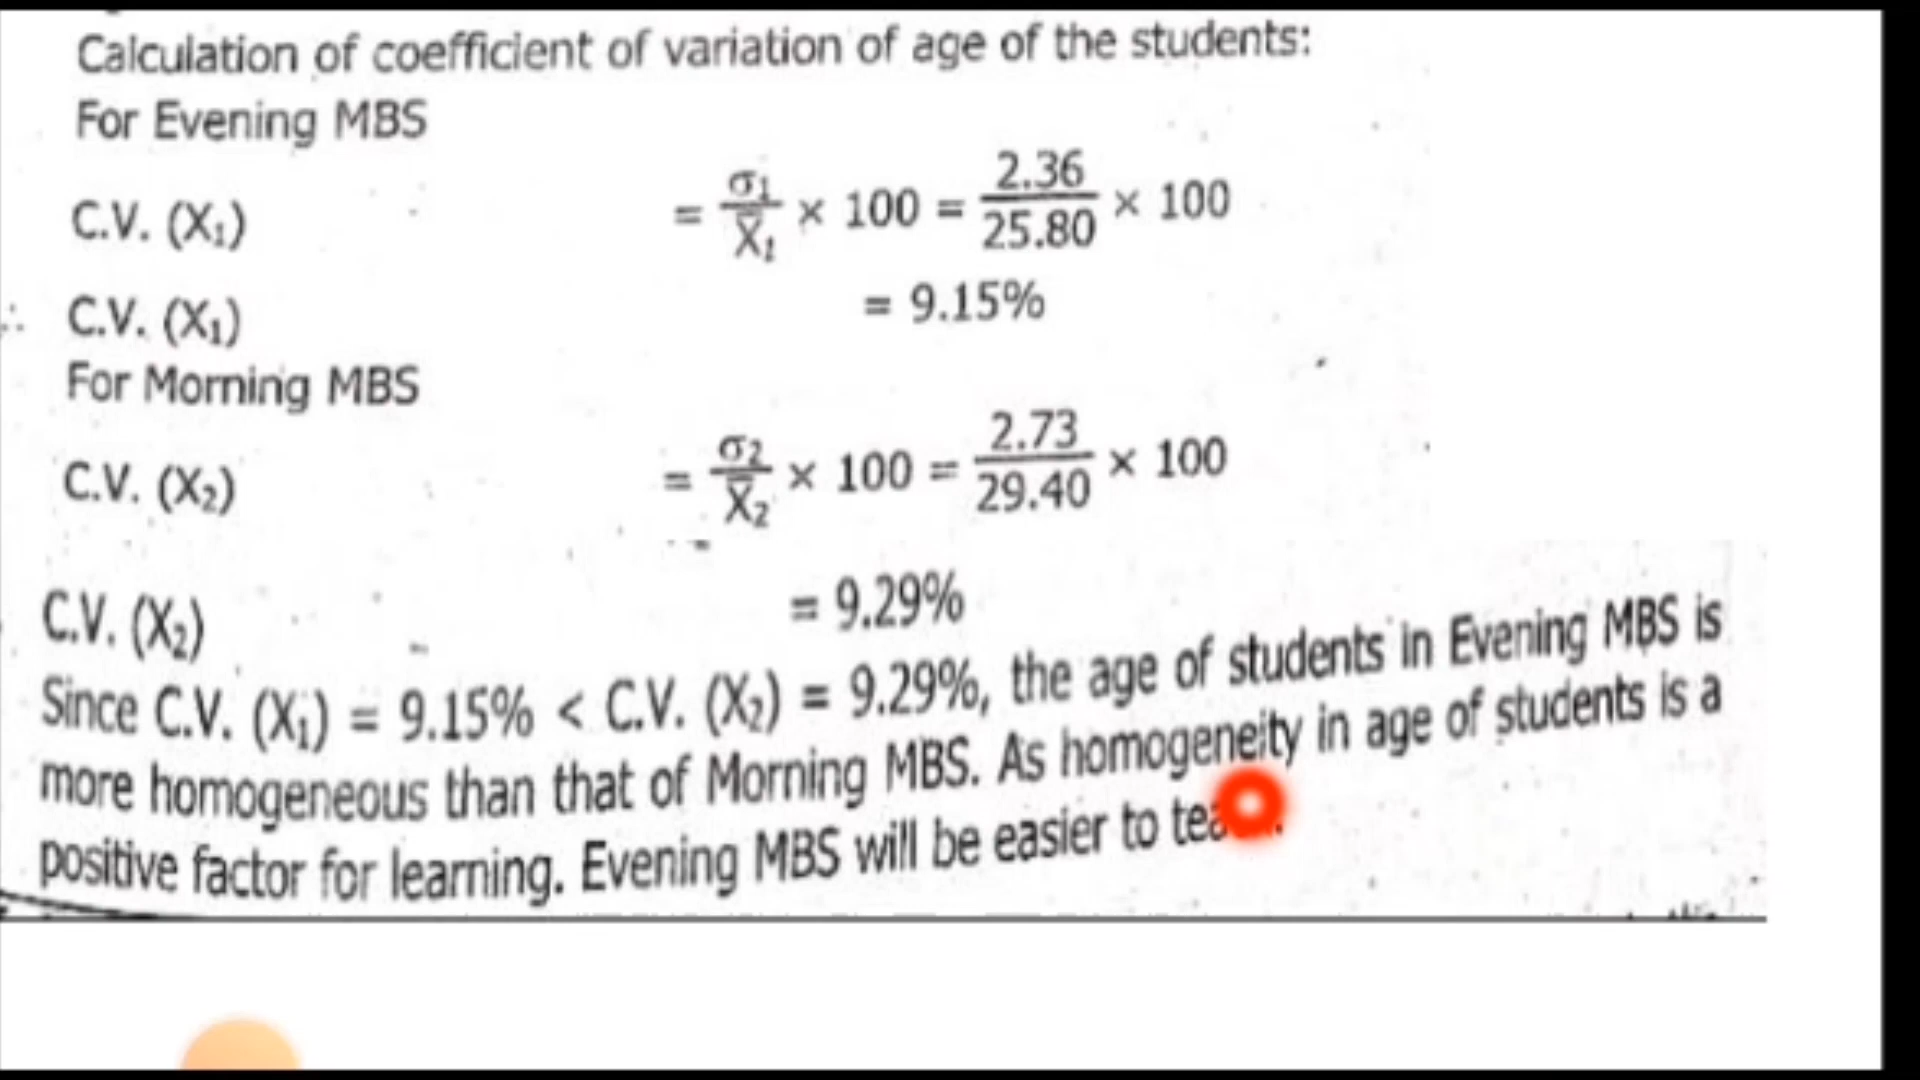 Calculation of coefficient of variation of age of the students:
For Evening MBS
C.V. (X₁) = σ₁/X̄₁ × 100 = 2.36/25.80 × 100
∴ C.V. (X₁) = 9.15%
For Morning MBS
C.V. (X₂) = σ₂/X̄₂ × 100 = 2.73/29.40 × 100
C.V. (X₂) = 9.29%
Since C.V. (X₁) = 9.15% < C.V. (X₂) = 9.29%, the age of students in Evening MBS is
more homogeneous than that of Morning MBS. As homogeneity in age of students is a
positive factor for learning. Evening MBS will be easier to